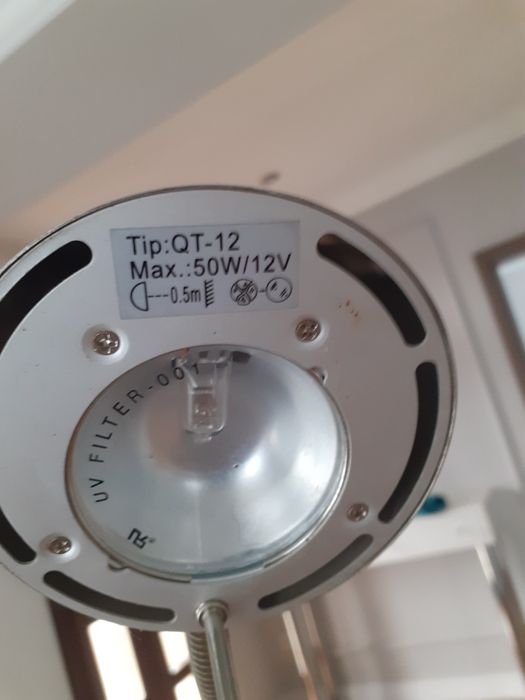 Tip:QT-12
Max.:50W/12V
0.5m
UV FILTER-001